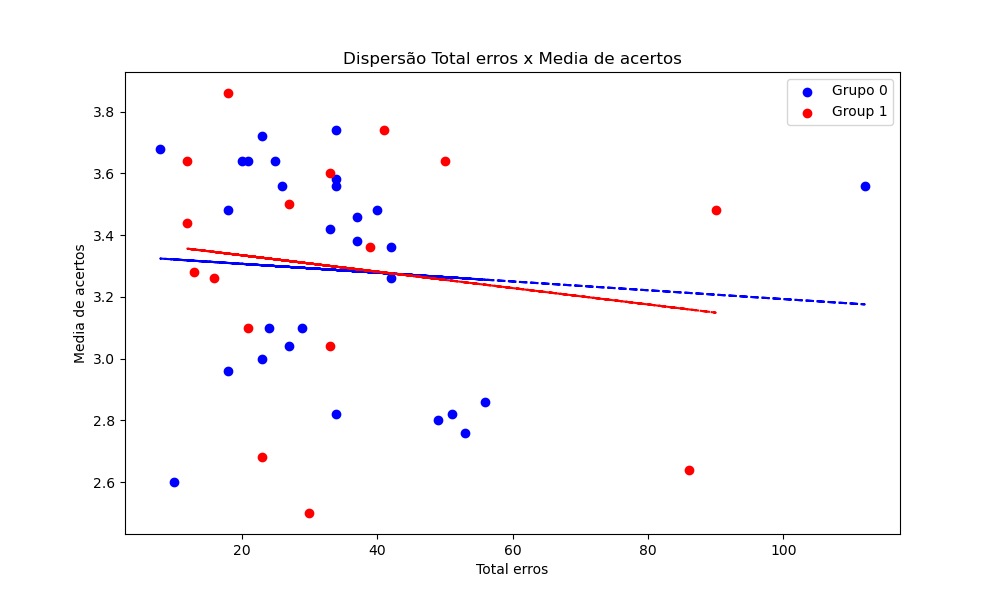 Dispersão Total erros x Media de acertos
Grupo 0
Group 1
Media de acertos
3.8
3.6
3.4
3.2
3.0
2.8
2.6
20 40 60 80 100
Total erros